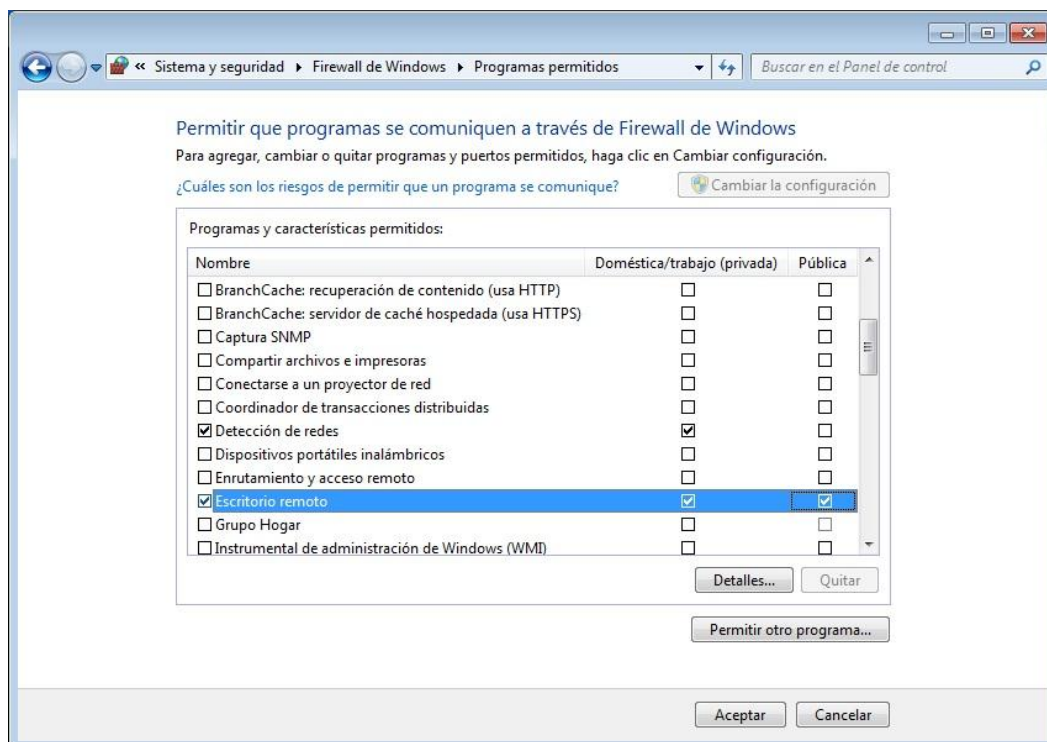 « Sistema y seguridad ▸ Firewall de Windows ▸ Programas permitidos Buscar en el Panel de control
Permitir que programas se comuniquen a través de Firewall de Windows
Para agregar, cambiar o quitar programas y puertos permitidos, haga clic en Cambiar configuración.
¿Cuáles son los riesgos de permitir que un programa se comunique? Cambiar la configuración
Programas y características permitidos:
Nombre Doméstica/trabajo (privada) Pública
BranchCache: recuperación de contenido (usa HTTP)
BranchCache: servidor de caché hospedada (usa HTTPS)
Captura SNMP
Compartir archivos e impresoras
Conectarse a un proyector de red
Coordinador de transacciones distribuidas
Detección de redes
Dispositivos portátiles inalámbricos
Enrutamiento y acceso remoto
Escritorio remoto
Grupo Hogar
Instrumental de administración de Windows (WMI)
Detalles... Quitar
Permitir otro programa...
Aceptar Cancelar